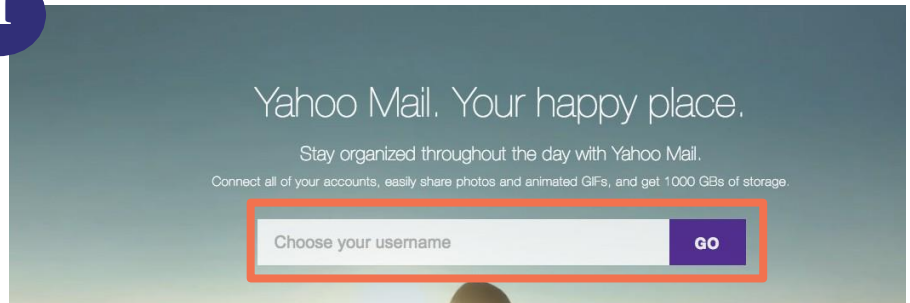 Yahoo Mail. Your happy place.
Stay organized throughout the day with Yahoo Mail.
Connect all of your accounts, easily share photos and animated GIFs, and get 1000 GBs of storage.
Choose your username
GO